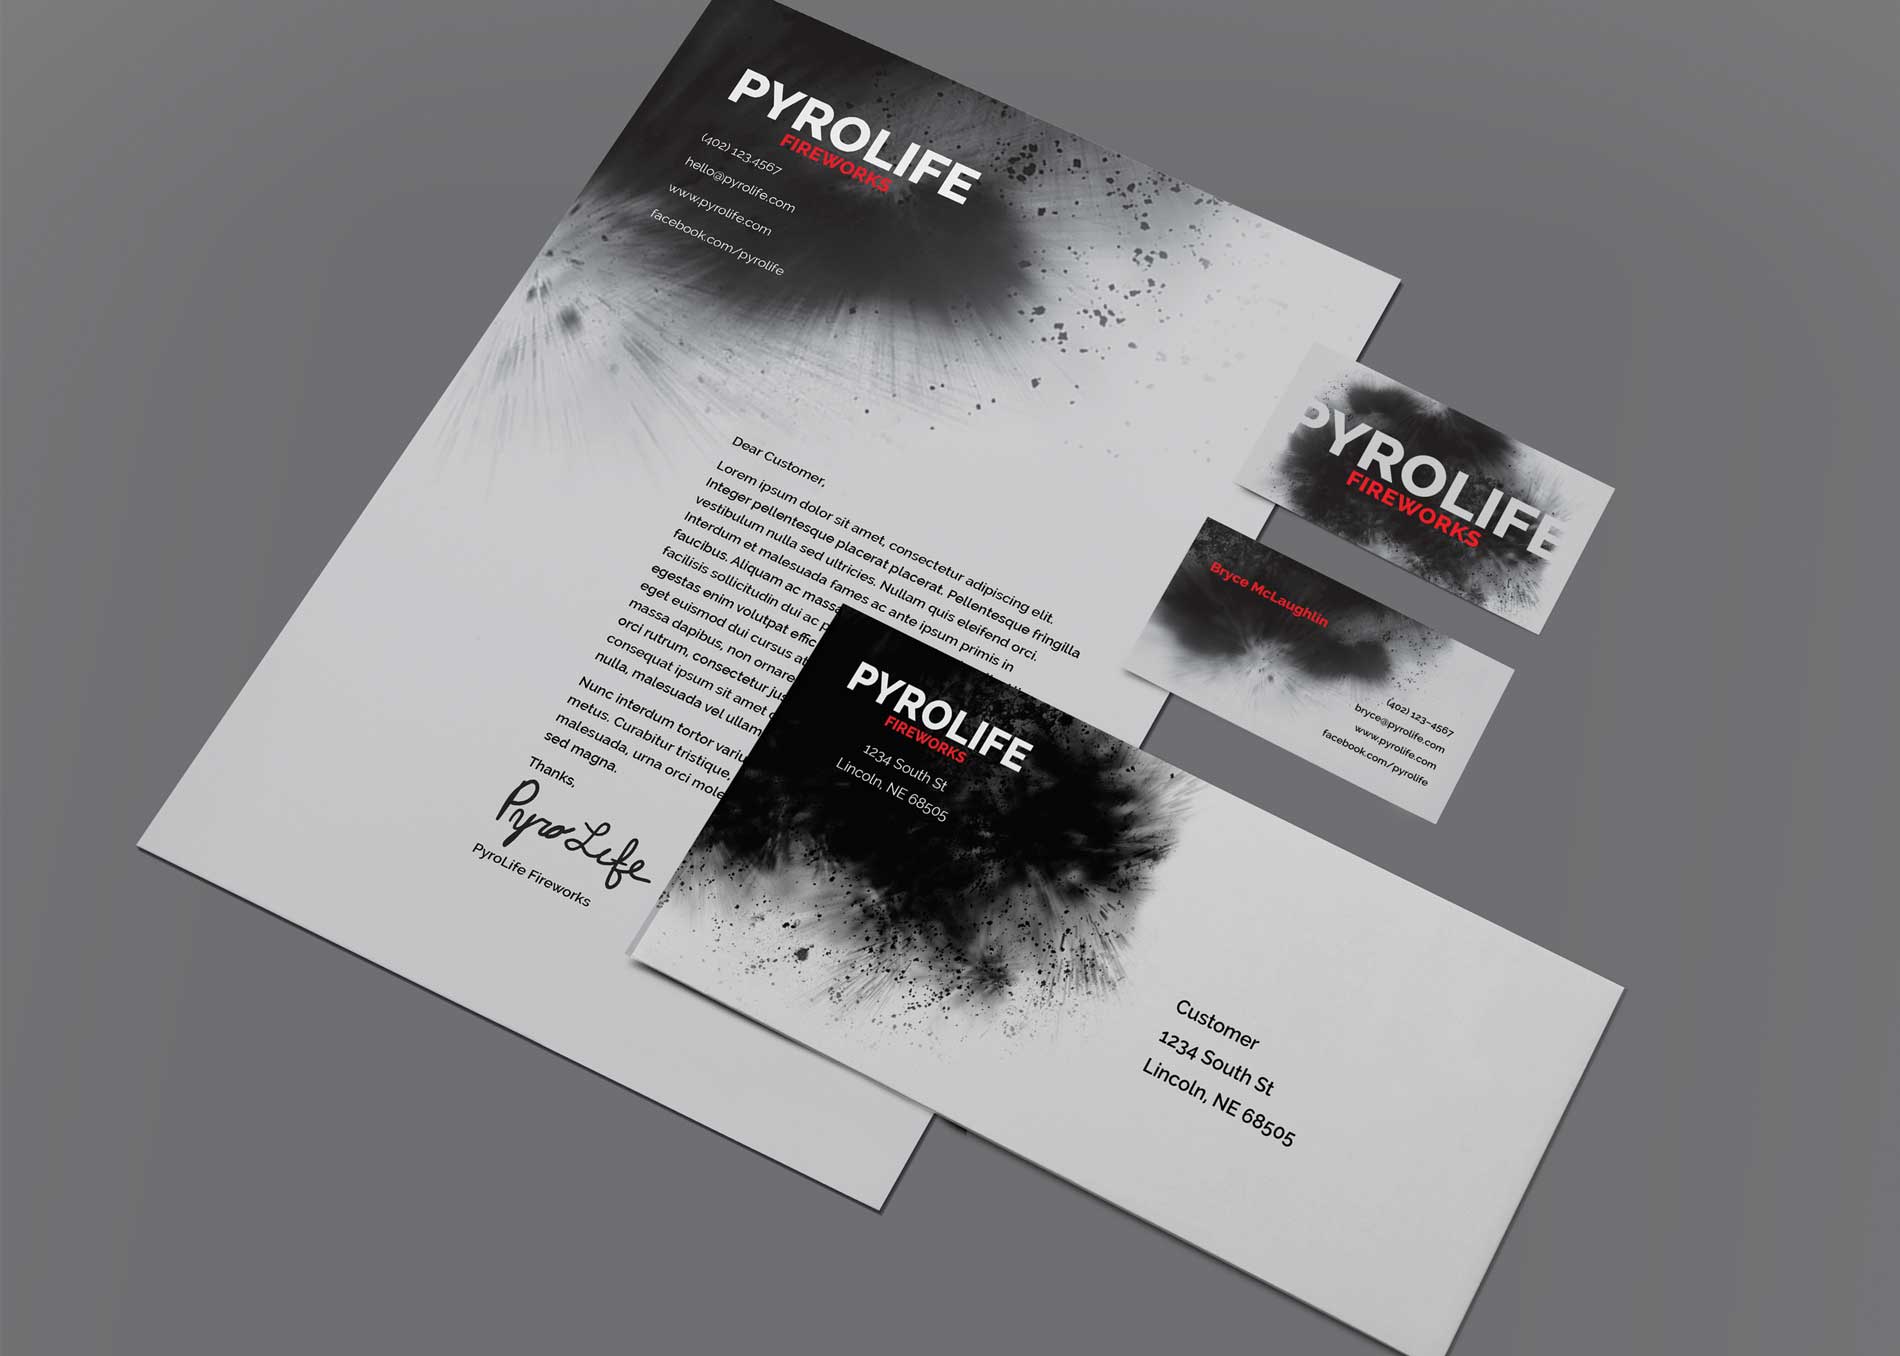 PYROLIFE
FIREWORKS
(402) 123.4567
hello@pyrolife.com
www.pyrolife.com
facebook.com/pyrolife
Dear Customer,
Lorem ipsum dolor sit amet, consectetur adipiscing elit.
Integer pellentesque placerat placerat. Pellentesque fringilla
vestibulum nulla sed ultricies. Nullam quis eleifend orci.
Interdum et malesuada fames ac ante ipsum primis in
faucibus. Aliquam ac massa
facilisis sollicitudin dui ac
egestas enim volutpat
eget euismod dui cursus at
massa dapibus, non ornare
orci rutrum, consectetur
consequat ipsum sit amet
nulla, malesuada vel ullam
Nunc interdum tortor
metus. Curabitur tristique,
malesuada, urna orci
sed magna.
Thanks,
PyroLife
PyroLife Fireworks
PYROLIFE
FIREWORKS
1234 South St
Lincoln, NE 68505
Customer
1234 South St
Lincoln, NE 68505
PYROLIFE
FIREWORKS
Bryce McLaughlin
(402) 123-4567
bryce@pyrolife.com
www.pyrolife.com
facebook.com/pyrolife